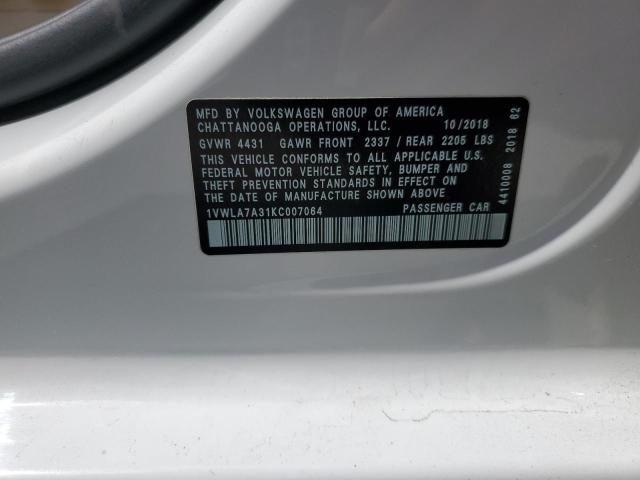 MFD BY VOLKSWAGEN GROUP OF AMERICA
CHATTANOOGA OPERATIONS, LLC. 10/2018
GVWR 4431 GAWR FRONT 2337 / REAR 2205 LBS
THIS VEHICLE CONFORMS TO ALL APPLICABLE U.S.
FEDERAL MOTOR VEHICLE SAFETY, BUMPER AND
THEFT PREVENTION STANDARDS IN EFFECT ON
THE DATE OF MANUFACTURE SHOWN ABOVE
1VWLA7A31KC007064 PASSENGER CAR
4410008 2018 62